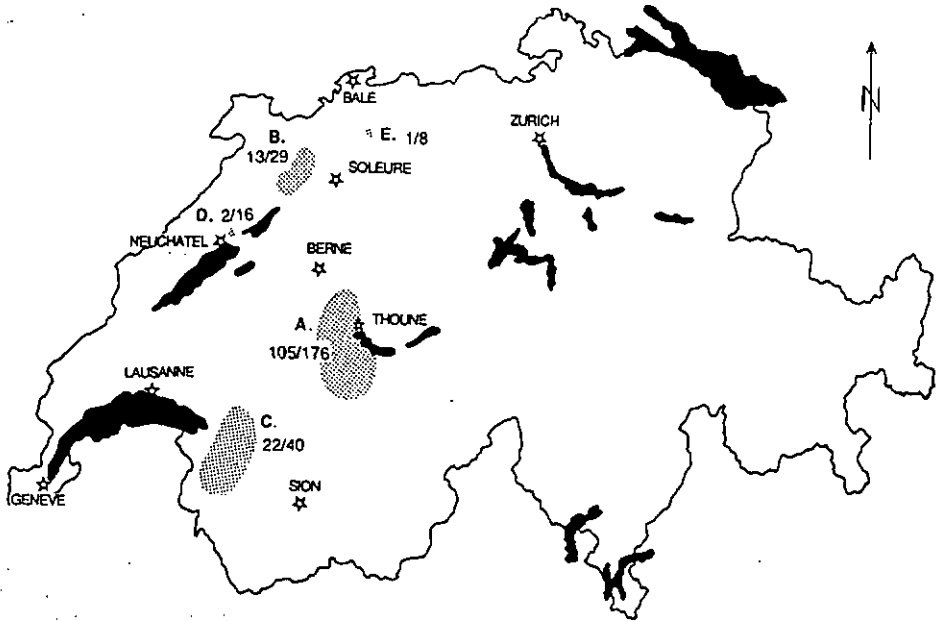 BALE
N
ZURICH
B.
13/29
E. 1/8
SOLEURE
D. 2/16
NEUCHATEL
BERNE
A.
105/176
THOUNE
LAUSANNE
C.
22/40
SION
GENEVE